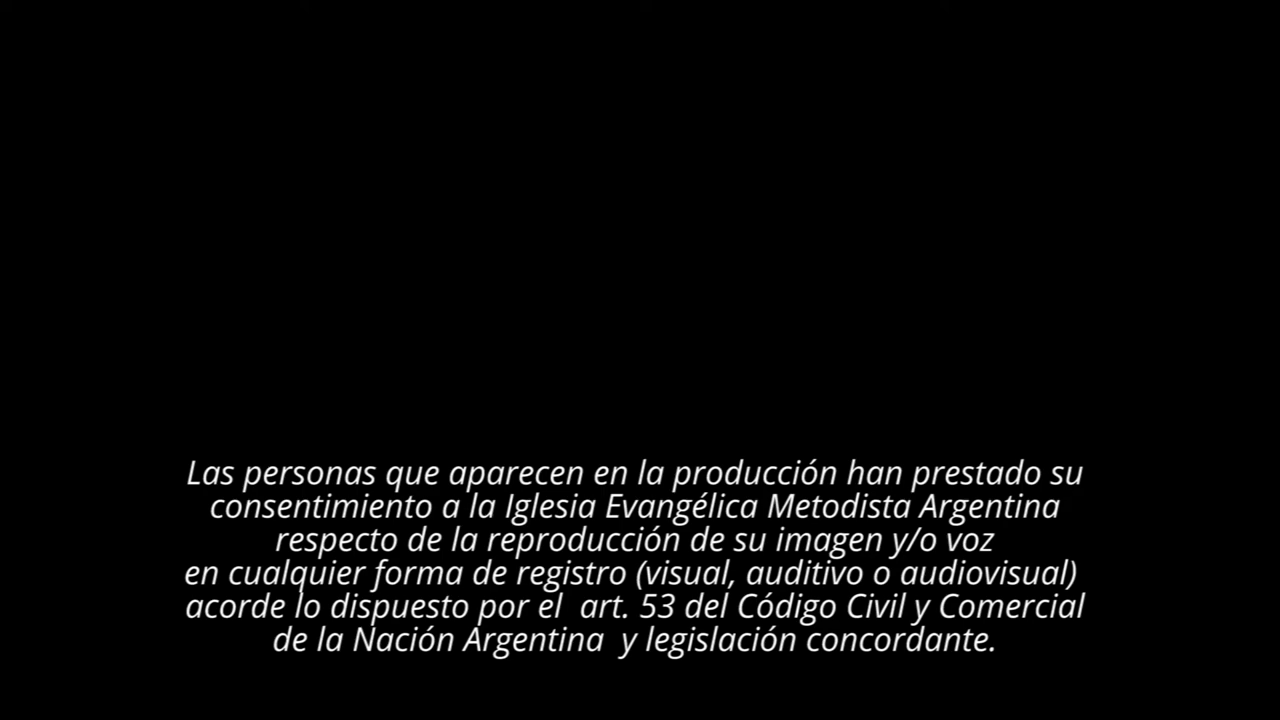 Las personas que aparecen en la producción han prestado su
consentimiento a la Iglesia Evangélica Metodista Argentina
respecto de la reproducción de su imagen y/o voz
en cualquier forma de registro (visual, auditivo o audiovisual)
acorde lo dispuesto por el  art. 53 del Código Civil y Comercial
de la Nación Argentina  y legislación concordante.